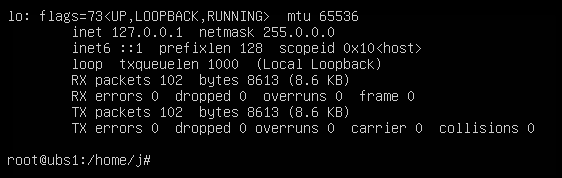 lo: flags=73<UP,LOOPBACK,RUNNING>  mtu 65536
        inet 127.0.0.1  netmask 255.0.0.0
        inet6 ::1  prefixlen 128  scopeid 0x10<host>
        loop  txqueuelen 1000  (Local Loopback)
        RX packets 102  bytes 8613 (8.6 KB)
        RX errors 0  dropped 0  overruns 0  frame 0
        TX packets 102  bytes 8613 (8.6 KB)
        TX errors 0  dropped 0 overruns 0  carrier 0  collisions 0
root@ubs1:/home/j#